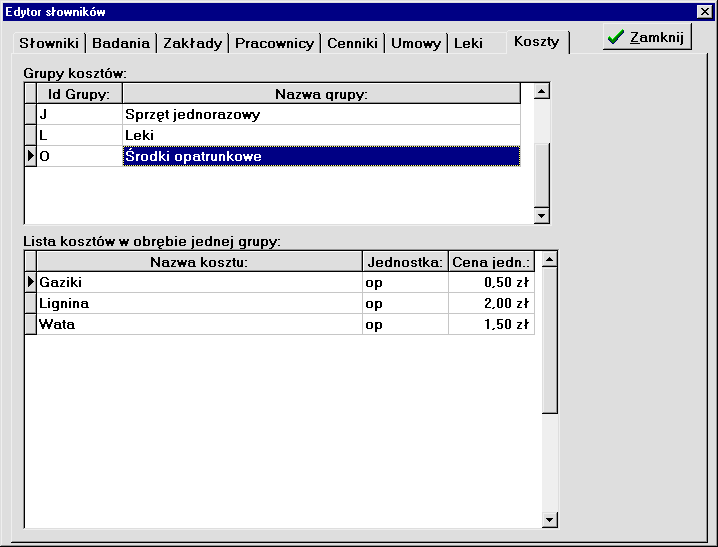 Edytor słowników
Słowniki Badania Zakłady Pracownicy Cenniki Umowy Leki Koszty Zamknij
Grupy kosztów:
Id Grupy: Nazwa grupy:
J Sprzęt jednorazowy
L Leki
O Środki opatrunkowe
Lista kosztów w obrębie jednej grupy:
Nazwa kosztu: Jednostka: Cena jedn.:
Gaziki op 0,50 zł
Lignina op 2,00 zł
Wata op 1,50 zł